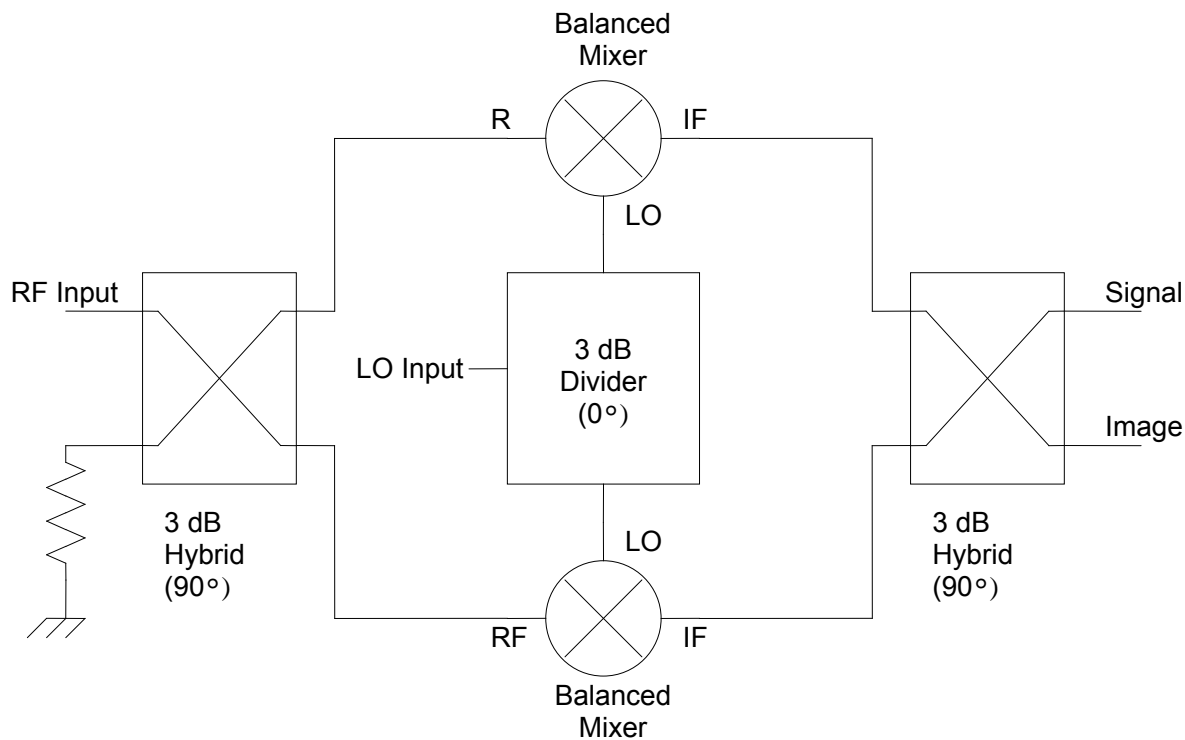 Balanced
Mixer
R
IF
LO
RF Input
Signal
LO Input
3 dB
Divider
(0°)
Image
3 dB
Hybrid
(90°)
3 dB
Hybrid
(90°)
LO
RF
IF
Balanced
Mixer